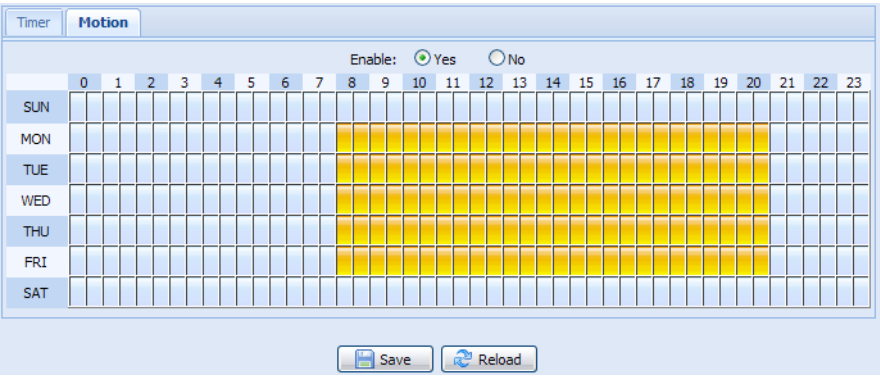 Timer Motion
Enable: Yes No
0 1 2 3 4 5 6 7 8 9 10 11 12 13 14 15 16 17 18 19 20 21 22 23
SUN
MON
TUE
WED
THU
FRI
SAT
Save Reload